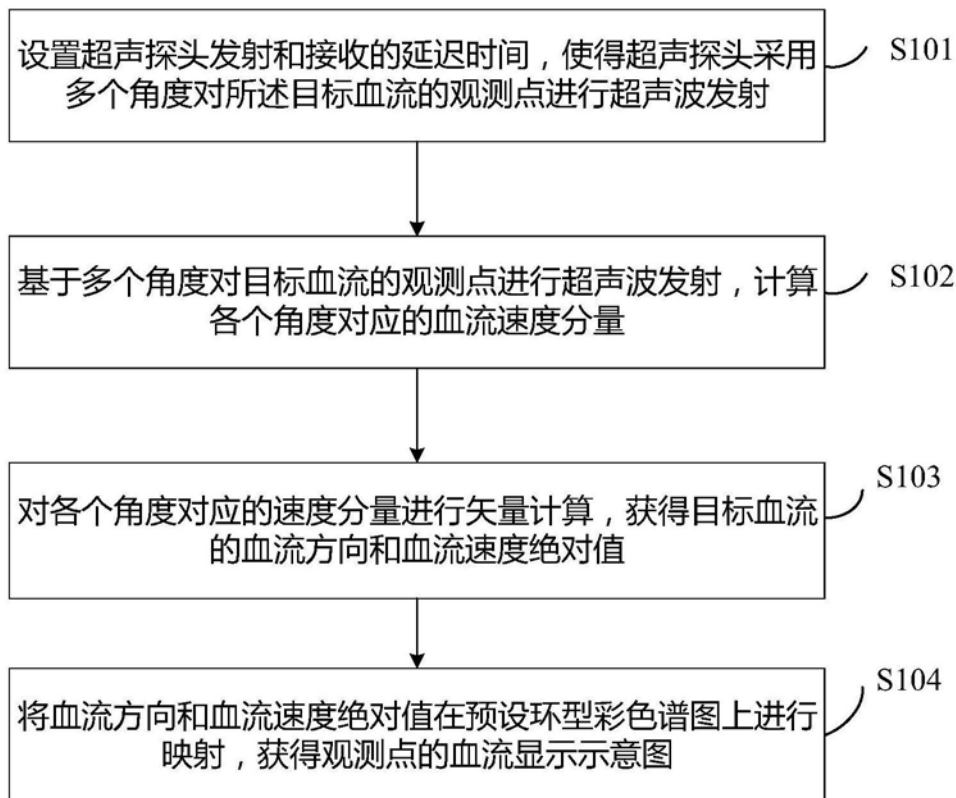 设置超声探头发射和接收的延迟时间，使得超声探头采用
多个角度对所述目标血流的观测点进行超声波发射
S101
基于多个角度对目标血流的观测点进行超声波发射，计算
各个角度对应的血流速度分量
S102
对各个角度对应的速度分量进行矢量计算，获得目标血流
的血流方向和血流速度绝对值
S103
将血流方向和血流速度绝对值在预设环型彩色谱图上进行
映射，获得观测点的血流显示示意图
S104